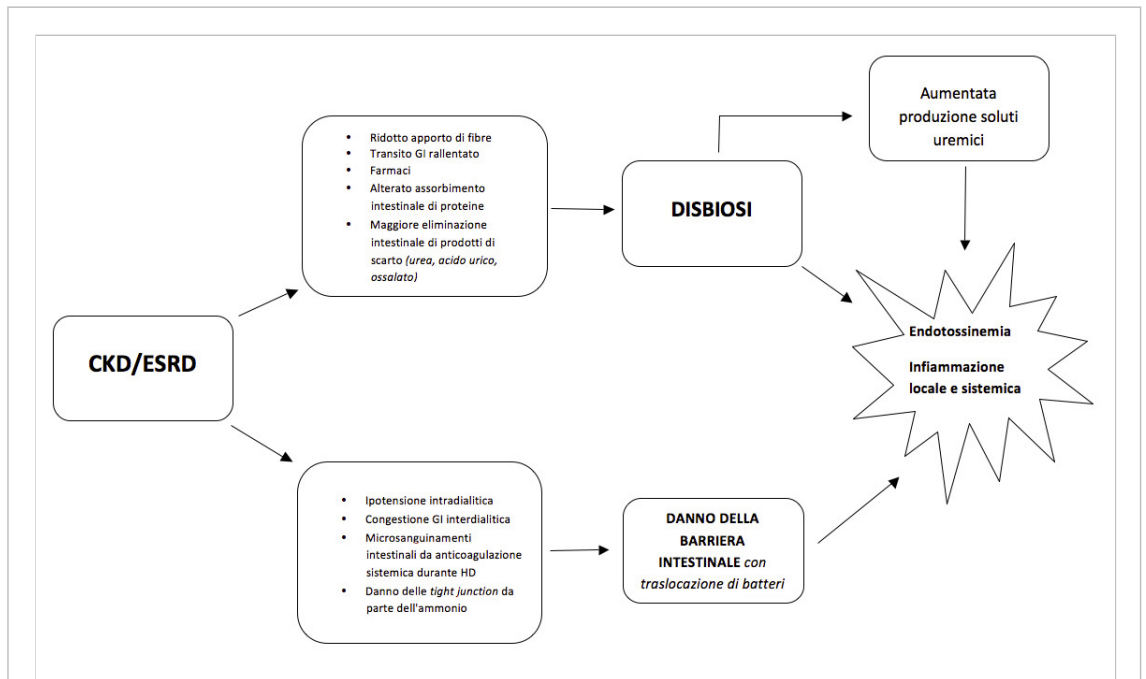 Aumentata
produzione soluti
uremici
• Ridotto apporto di fibre
• Transito GI rallentato
• Farmaci
• Alterato assorbimento
intestinale di proteine
• Maggiore eliminazione
intestinale di prodotti di
scarto (urea, acido urico,
ossalato)
DISBIOSI
Endotossinemia
Infiammazione
locale e sistemica
CKD/ESRD
• Ipotensione intradialitica
• Congestione GI interdialitica
• Microsanguinamenti
intestinali da anticoagulazione
sistemica durante HD
• Danno delle tight junction da
parte dell'ammonio
DANNO DELLA
BARRIERA
INTESTINALE con
traslocazione di batteri